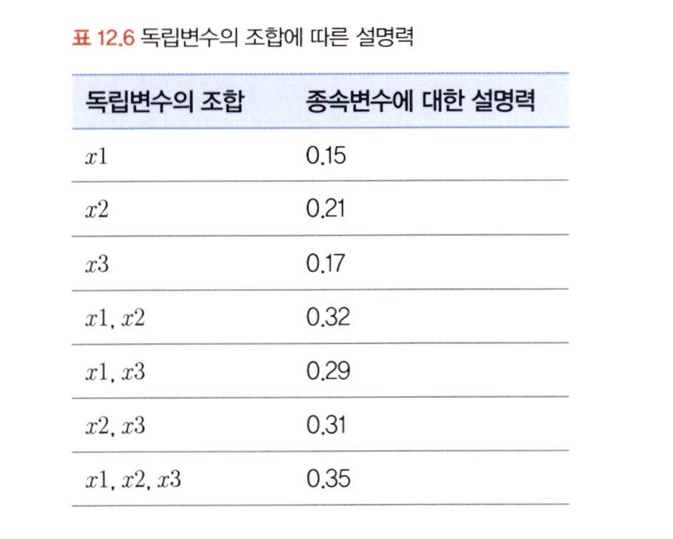 표 12.6 독립변수의 조합에 따른 설명력
독립변수의 조합 종속변수에 대한 설명력
x1 0.15
x2 0.21
x3 0.17
x1, x2 0.32
x1, x3 0.29
x2, x3 0.31
x1, x2, x3 0.35